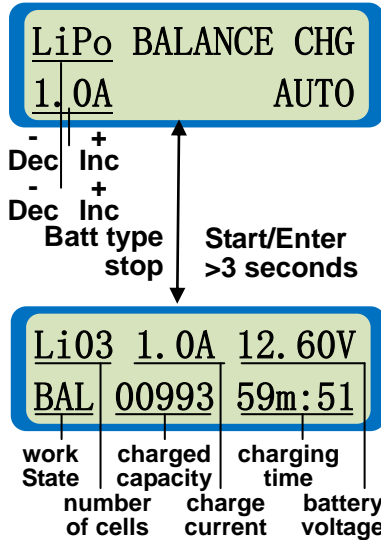 LiPo BALANCE CHG
1.0A AUTO
- +
Dec Inc
- +
Dec Inc
Batt type
stop
Start/Enter
>3 seconds
Li03 1.0A 12.60V
BAL 00993 59m:51
work charged charging
State capacity time
number charge battery
of cells current voltage